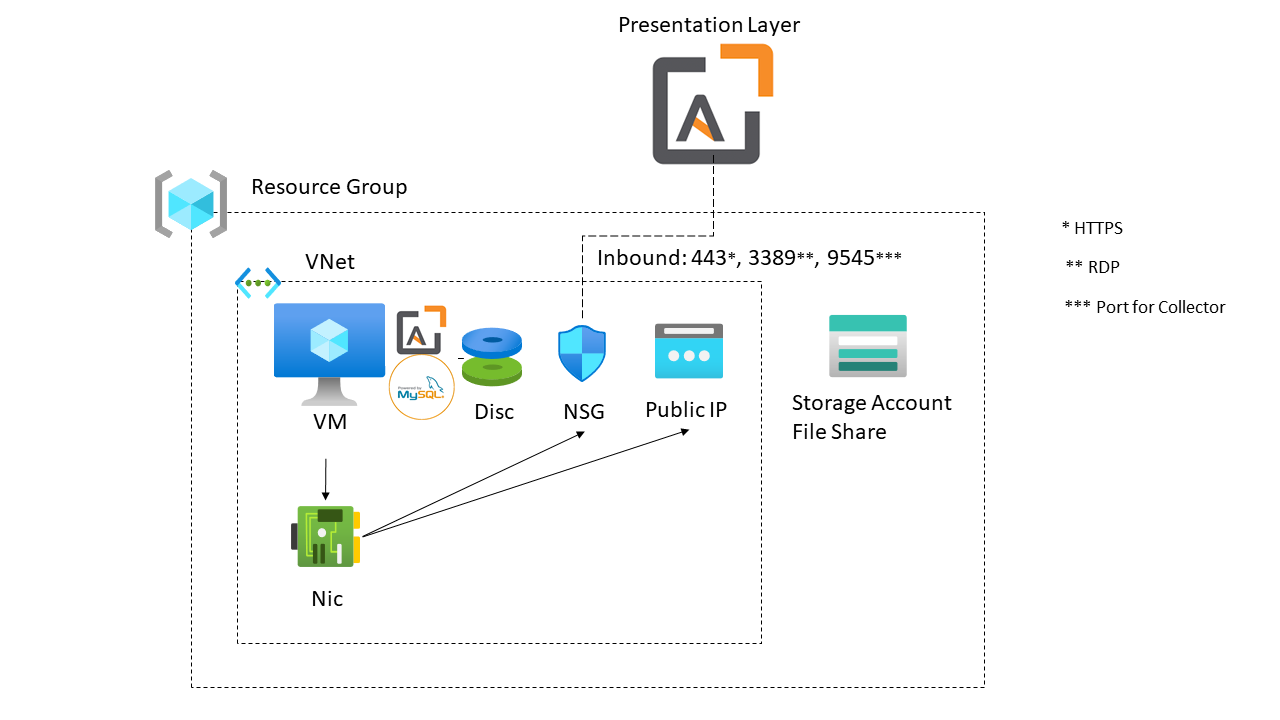 Presentation Layer
A
Resource Group
* HTTPS
Inbound: 443*, 3389**, 9545***
VNet
** RDP
*** Port for Collector
A
Powered by
MySQL
VM
Disc
NSG
Public IP
Storage Account
File Share
Nic